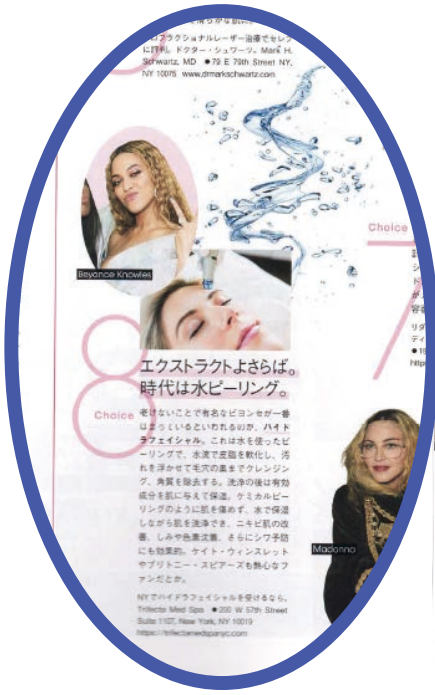 フラクショナルレーザー治療でセレブ
に評判。ドクター・シュワーツ。Mark H.
Schwartz, MD ●79 E 79th Street NY,
NY 10075 www.drmarkschwartz.com
Beyonce Knowles
Choice
7
8
Choice
エクストラクトよさらば。
時代は水ピーリング。
老けないことで有名なビヨンセが一番
はまっているといわれるのが、ハイド
ラフェイシャル。これは水を使ったピ
ーリングで、水流で皮脂を軟化し、汚
れを浮かせて毛穴の奥までクレンジン
グ、角質を除去する。洗浄の後は有効
成分を肌に与えて保湿。ケミカルピー
リングのように肌を傷めず、水で保湿
しながら肌を洗浄でき、ニキビ肌の改
善、しみや色素沈着、さらにシワ予防
にも効果的。ケイト・ウィンスレット
やブリトニー・スピアーズも熱心なフ
ァンだとか。
NYでハイドラフェイシャルを受けるなら、
Trifecta Med Spa ●200 W 57th Street
Suite 1107, New York, NY 10019
https://trifectamedspanyc.com
Madonna